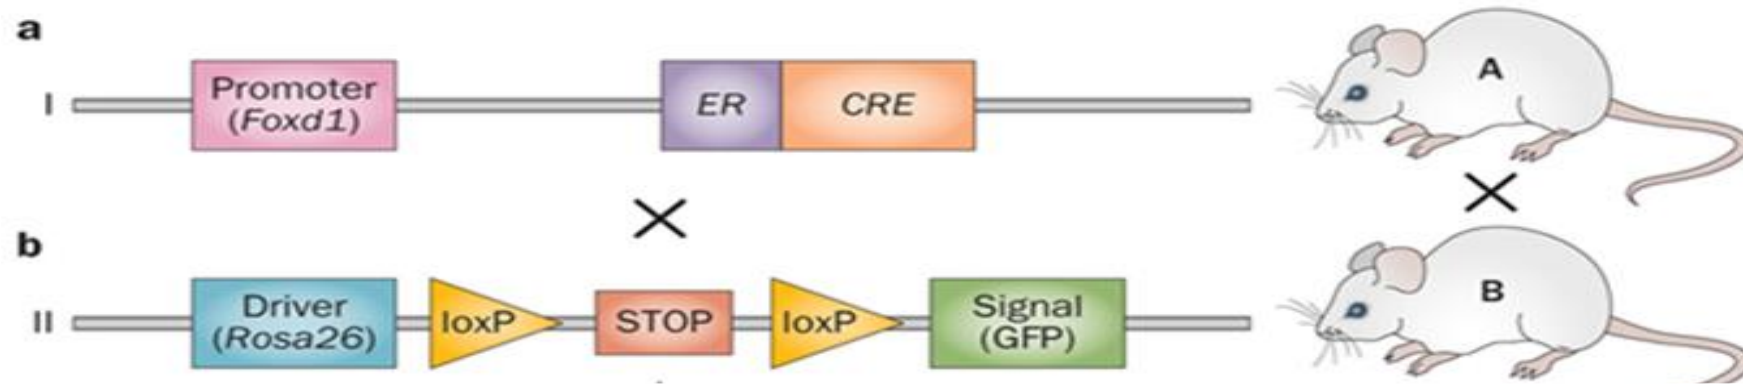 a
I
Promoter
(Foxd1)
ER
CRE
A
b
II
Driver
(Rosa26)
loxP
STOP
loxP
Signal
(GFP)
B